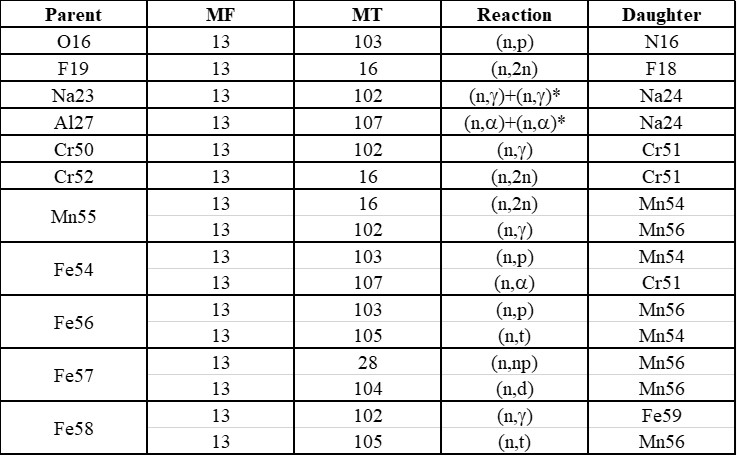 Parent MF MT Reaction Daughter
O16 13 103 (n,p) N16
F19 13 16 (n,2n) F18
Na23 13 102 (n,γ)+(n,γ)* Na24
Al27 13 107 (n,α)+(n,α)* Na24
Cr50 13 102 (n,γ) Cr51
Cr52 13 16 (n,2n) Cr51
Mn55 13 16 (n,2n) Mn54
13 102 (n,γ) Mn56
Fe54 13 103 (n,p) Mn54
13 107 (n,α) Cr51
Fe56 13 103 (n,p) Mn56
13 105 (n,t) Mn54
Fe57 13 28 (n,np) Mn56
13 104 (n,d) Mn56
Fe58 13 102 (n,γ) Fe59
13 105 (n,t) Mn56